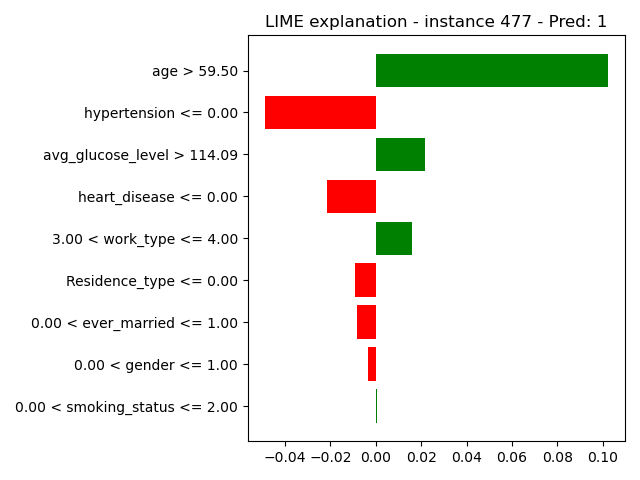 LIME explanation - instance 477 - Pred: 1
age > 59.50
hypertension <= 0.00
avg_glucose_level > 114.09
heart_disease <= 0.00
3.00 < work_type <= 4.00
Residence_type <= 0.00
0.00 < ever_married <= 1.00
0.00 < gender <= 1.00
0.00 < smoking_status <= 2.00
−0.04 −0.02 0.00 0.02 0.04 0.06 0.08 0.10